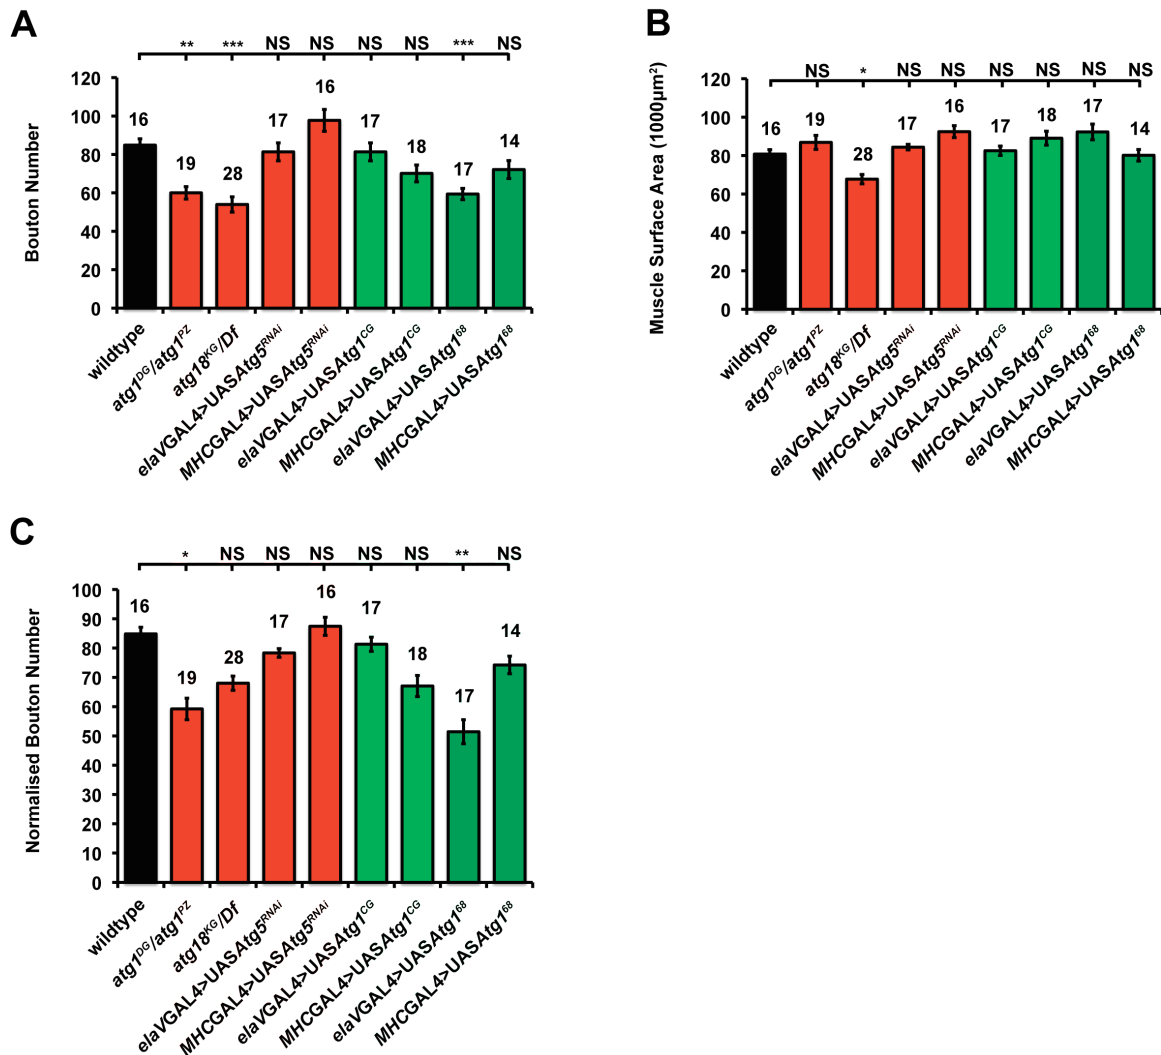 A
** *** NS NS NS NS *** NS
Bouton Number
120
100
80
60
40
20
0
16 19 28 17 16 17 18 17 14
wildtype
atg1DG/atg1PZ
atg18KG/Df
elaVGAL4>UASAtg5RNAi
MHCGAL4>UASAtg5RNAi
elaVGAL4>UASAtg1CG
MHCGAL4>UASAtg1CG
elaVGAL4>UASAtg168
MHCGAL4>UASAtg168
B
NS * NS NS NS NS NS NS
Muscle Surface Area (1000µm²)
120
100
80
60
40
20
0
16 19 28 17 16 17 18 17 14
wildtype
atg1DG/atg1PZ
atg18KG/Df
elaVGAL4>UASAtg5RNAi
MHCGAL4>UASAtg5RNAi
elaVGAL4>UASAtg1CG
MHCGAL4>UASAtg1CG
elaVGAL4>UASAtg168
MHCGAL4>UASAtg168
C
* NS NS NS NS NS ** NS
Normalised Bouton Number
100
90
80
70
60
50
40
30
20
10
0
16 19 28 17 16 17 18 17 14
wildtype
atg1DG/atg1PZ
atg18KG/Df
elaVGAL4>UASAtg5RNAi
MHCGAL4>UASAtg5RNAi
elaVGAL4>UASAtg1CG
MHCGAL4>UASAtg1CG
elaVGAL4>UASAtg168
MHCGAL4>UASAtg168